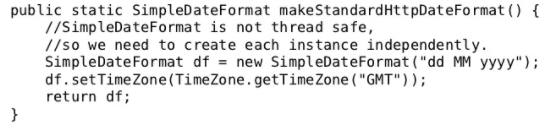 public static SimpleDateFormat makeStandardHttpDateFormat() {
    //SimpleDateFormat is not thread safe,
    //so we need to create each instance independently.
    SimpleDateFormat df = new SimpleDateFormat("dd MM yyyy");
    df.setTimeZone(TimeZone.getTimeZone("GMT"));
    return df;
}